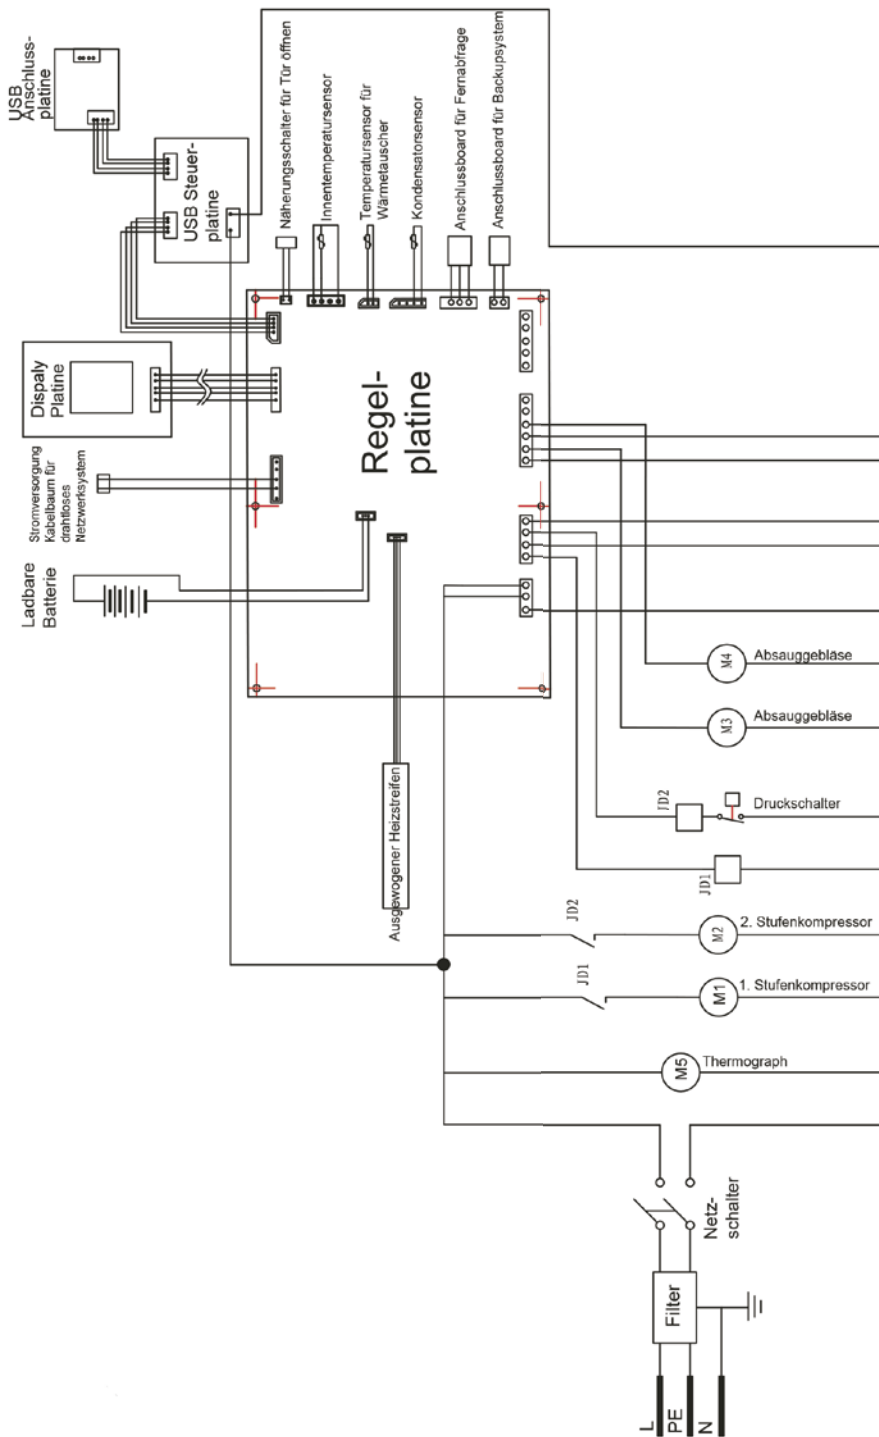 USB
Anschluss-
platine
USB Steuer-
platine
Dispaly
Platine
Stromversorgung
Kabelbaum für
drahtloses
Netzwerksystem
Ladbare
Batterie
Näherungsschalter für Tür öffnen
Innentemperatursensor
Temperatursensor für
Wärmetauscher
Kondensatorsensor
Anschlussboard für Fernabfrage
Anschlussboard für Backupsystem
Regel-
platine
Ausgewogener Heizstreifen
M4
Absauggebläse
M3
Absauggebläse
JD2
Druckschalter
JD1
JD2
M2
2. Stufenkompressor
JD1
M1
1. Stufenkompressor
M5
Thermograph
Netz-
schalter
Filter
L
PE
N